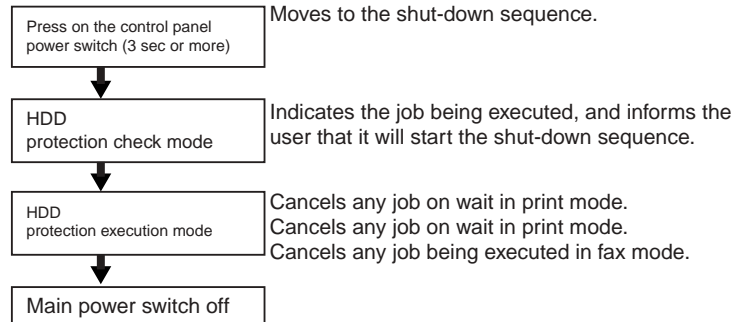 Press on the control panel
power switch (3 sec or more)
Moves to the shut-down sequence.
HDD
protection check mode
Indicates the job being executed, and informs the
user that it will start the shut-down sequence.
HDD
protection execution mode
Cancels any job on wait in print mode.
Cancels any job on wait in print mode.
Cancels any job being executed in fax mode.
Main power switch off